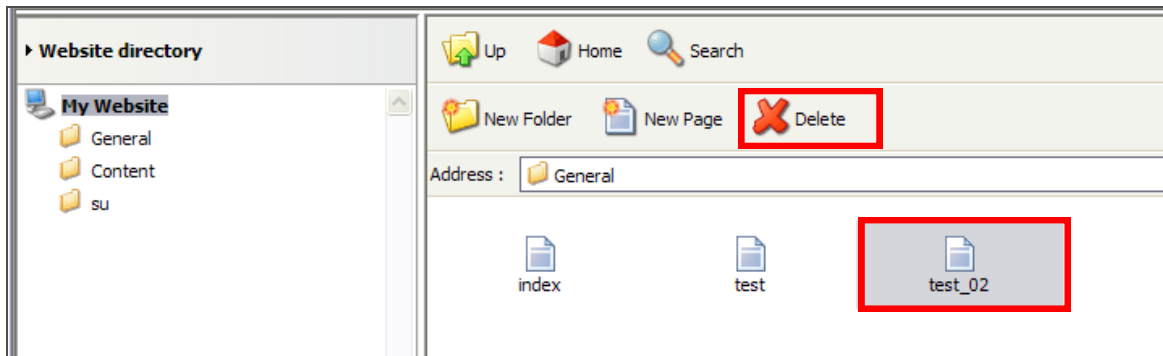 Website directory
My Website
General
Content
su
Up Home Search
New Folder New Page Delete
Address : General
index test test_02